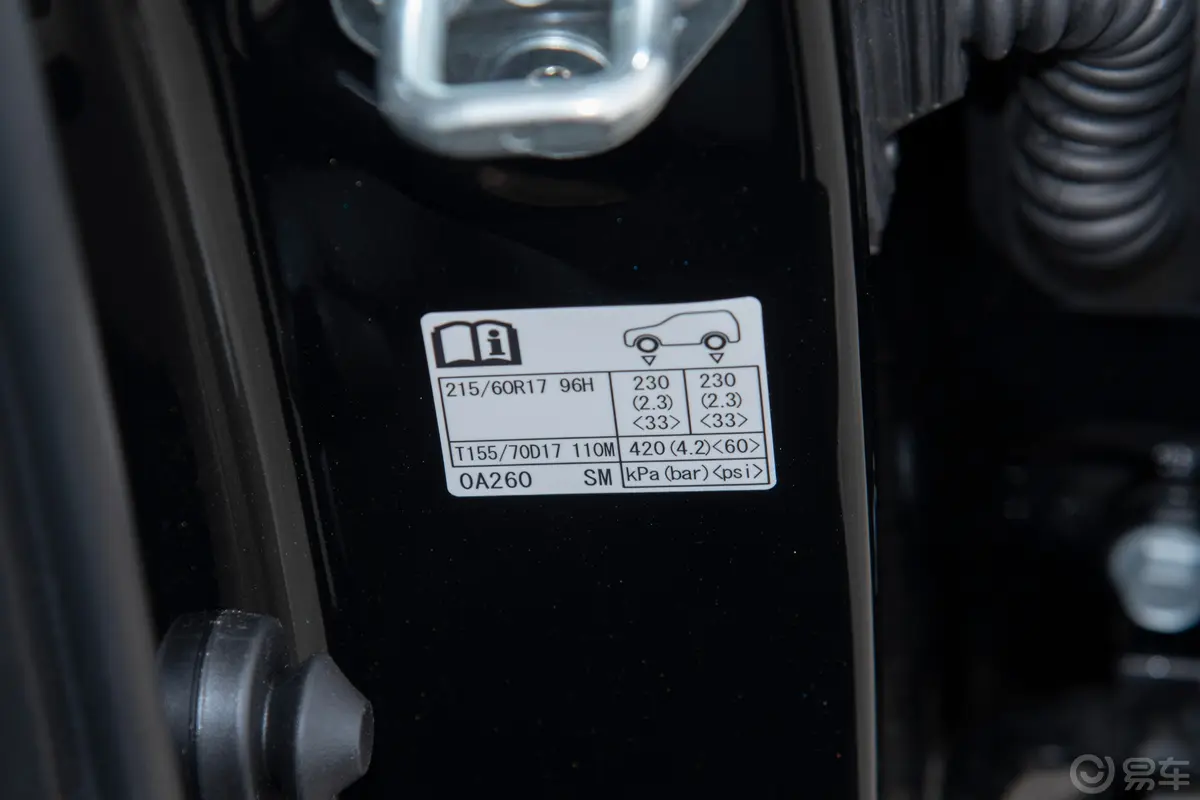 i
215/60R17 96H 230 230
(2.3) (2.3)
<33> <33>
T155/70D17 110M 420(4.2)<60>
0A260 SM kPa(bar)<psi>
易车